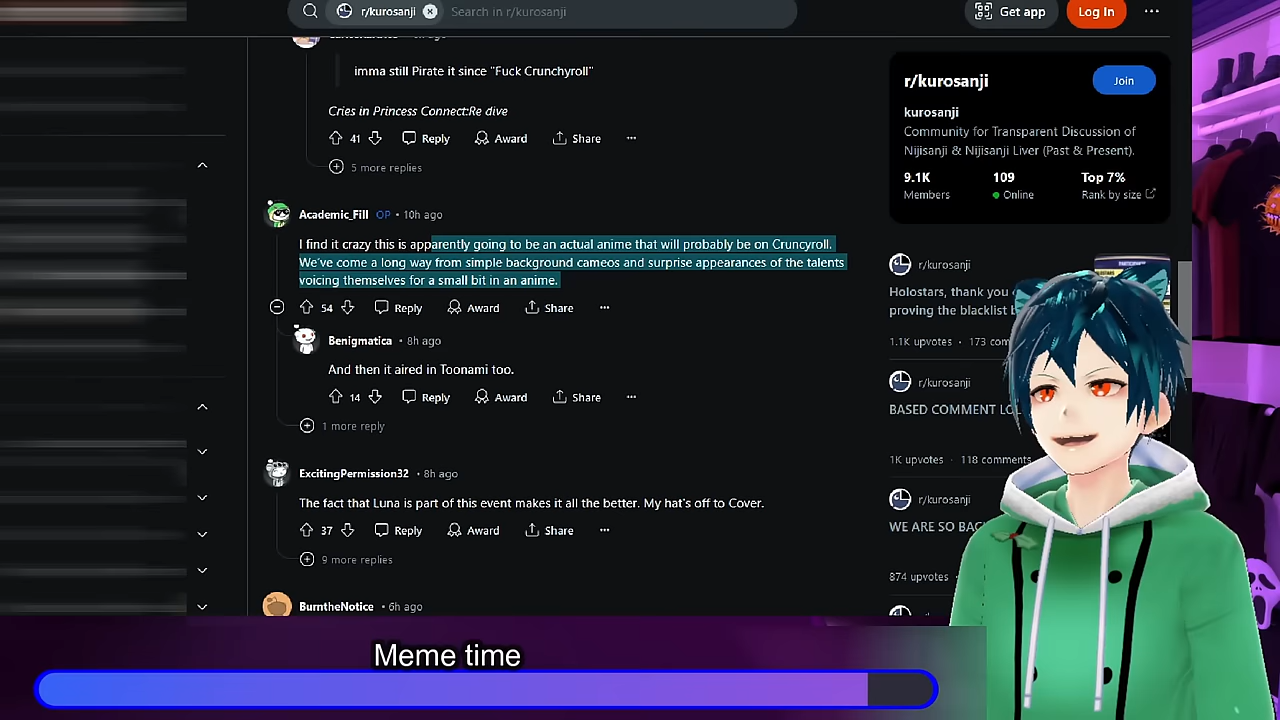 r/kurosanji
Search in r/kurosanji
Get app
Log In
imma still Pirate it since "Fuck Crunchyroll"
Cries in Princess Connect:Re dive
41
Reply
Award
Share
5 more replies
Academic_Fill OP • 10h ago
I find it crazy this is apparently going to be an actual anime that will probably be on Cruncyroll.
We've come a long way from simple background cameos and surprise appearances of the talents
voicing themselves for a small bit in an anime.
54
Reply
Award
Share
Benigmatica • 8h ago
And then it aired in Toonami too.
14
Reply
Award
Share
1 more reply
ExcitingPermission32 • 8h ago
The fact that Luna is part of this event makes it all the better. My hat's off to Cover.
37
Reply
Award
Share
9 more replies
BurntheNotice • 6h ago
r/kurosanji
Join
kurosanji
Community for Transparent Discussion of
Nijisanji & Nijisanji Liver (Past & Present).
9.1K
109
Top 7%
Members
Online
Rank by size
r/kurosanji
Holostars, thank you
proving the blacklist
1.1K upvotes • 173
r/kurosanji
BASED COMMENT
1K upvotes • 118 comments
r/kurosanji
WE ARE SO
874 upvotes
Meme time